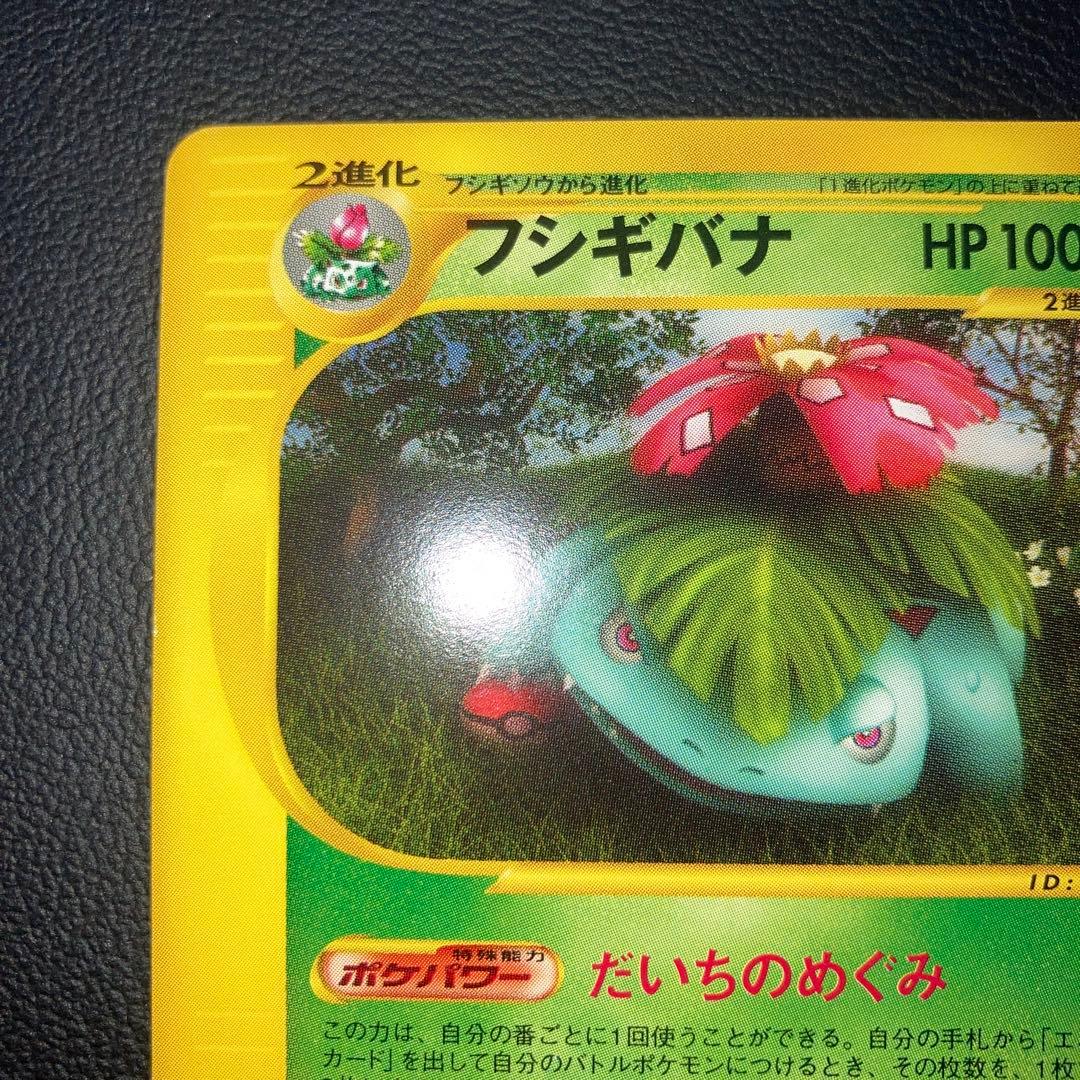 2進化
フシギソウから進化
「1進化ポケモン」の上に重ねて
フシギバナ
HP100
2進
ID:
特殊能力
ポケパワー
だいちのめぐみ
この力は、自分の番ごとに1回使うことができる。自分の手札から「エ
カード」を出して自分のバトルポケモンにつけるとき、その枚数を、1枚